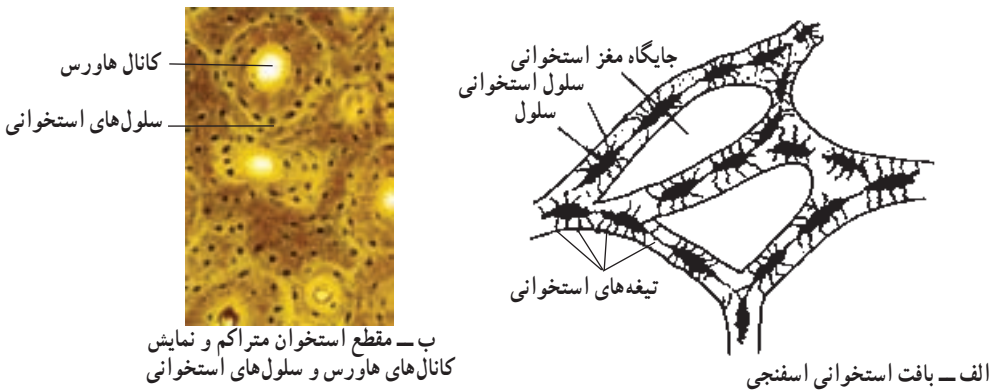 جایگاه مغز استخوانی
سلول استخوانی
سلول
تیغه‌های استخوانی
الف ــ بافت استخوانی اسفنجی
کانال هاورس
سلول‌های استخوانی
ب ــ مقطع استخوان متراکم و نمایش
کانال‌های هاورس و سلول‌های استخوانی